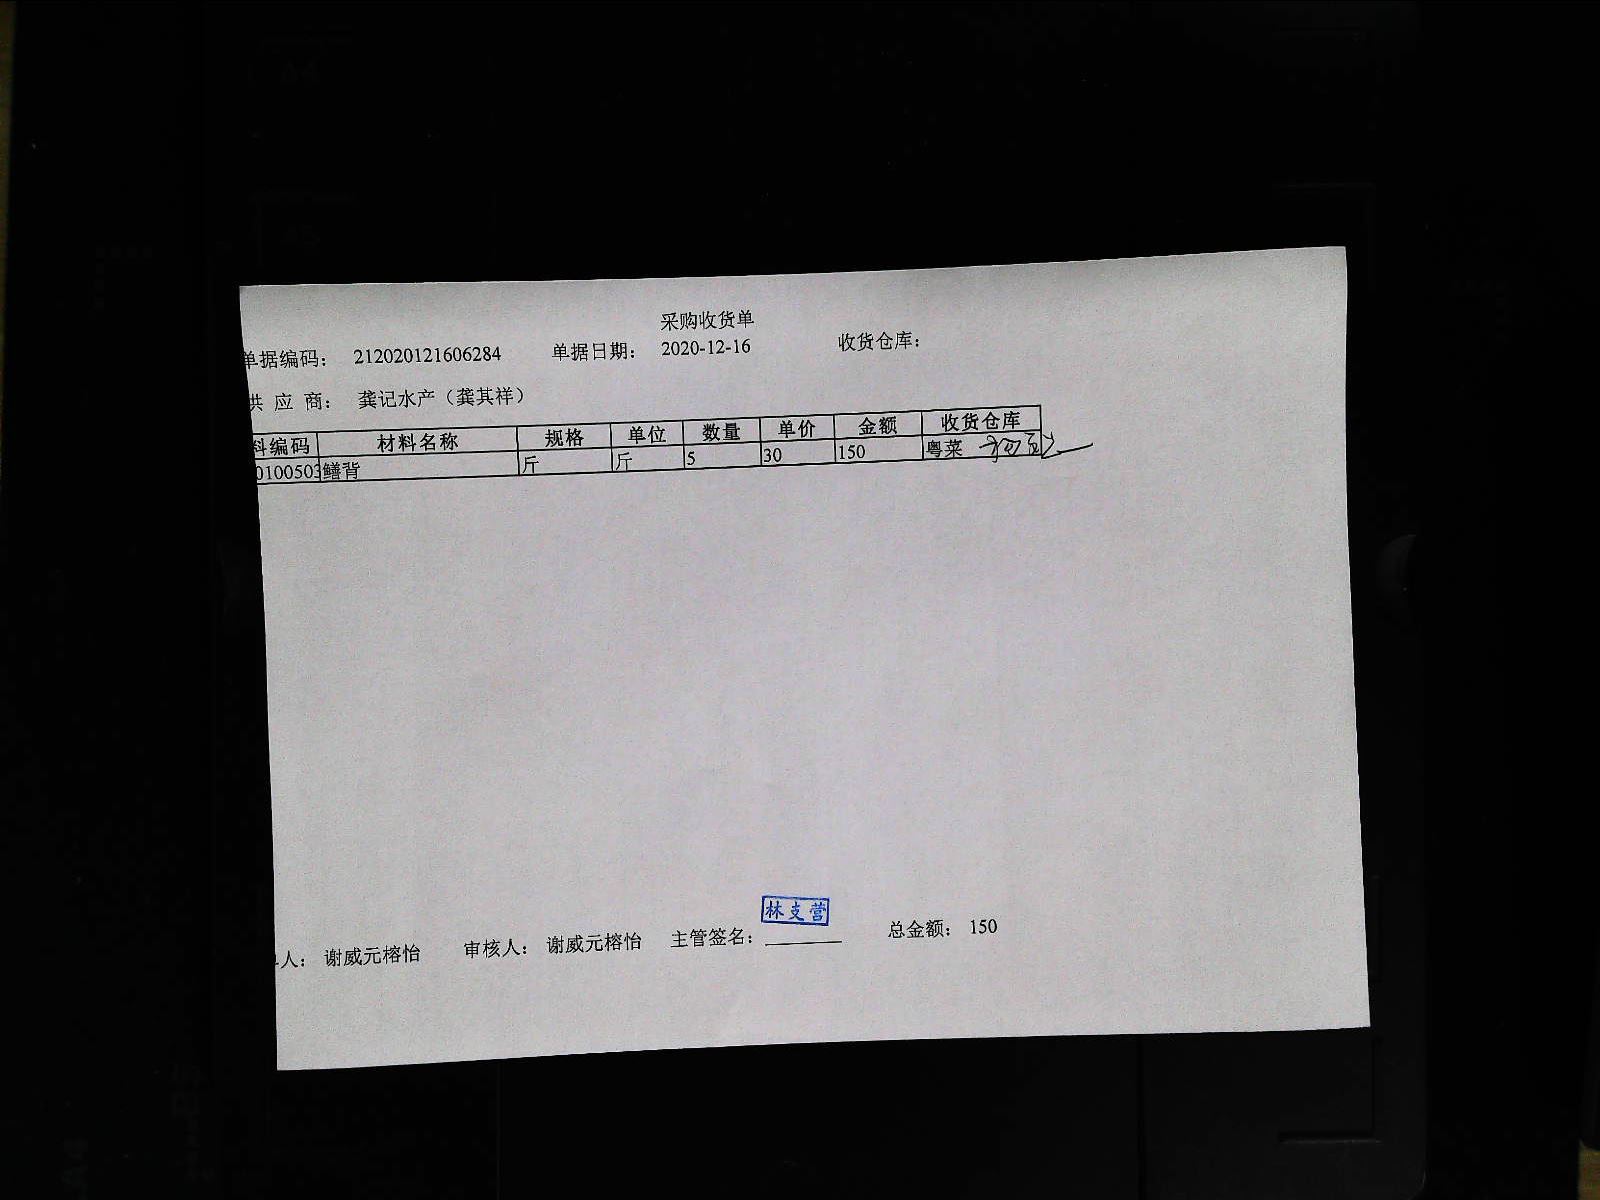 采购收货单
单据编码： 212020121606284 单据日期： 2020-12-16 收货仓库：
供 应 商： 龚记水产（龚其祥）
料编码 材料名称 规格 单位 数量 单价 金额 收货仓库
0100503 鳝背 斤 斤 5 30 150 粤菜
林支营
人： 谢威元榕怡 审核人： 谢威元榕怡 主管签名： 总金额： 150